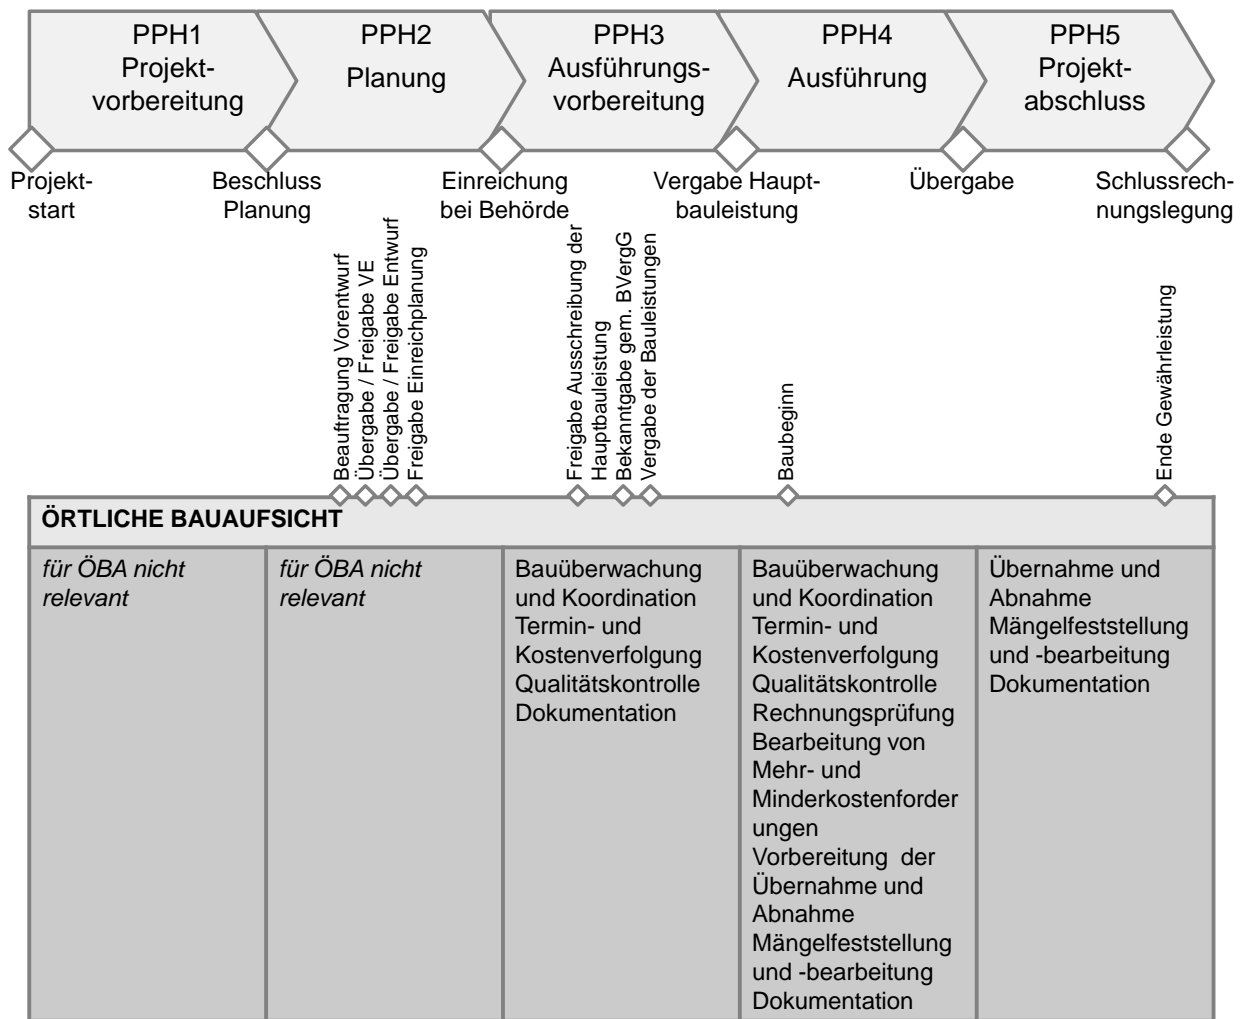 PPH1
Projekt-
vorbereitung
PPH2
Planung
PPH3
Ausführungs-
vorbereitung
PPH4
Ausführung
PPH5
Projekt-
abschluss
Projekt-
start
Beschluss
Planung
Einreichung
bei Behörde
Vergabe Haupt-
bauleistung
Übergabe
Schlussrech-
nungslegung
Beauftragung Vorentwurf
Übergabe / Freigabe VE
Übergabe / Freigabe Entwurf
Freigabe Einreichplanung
Freigabe Ausschreibung der
Hauptbauleistung
Bekanntgabe gem. BVergG
Vergabe der Bauleistungen
Baubeginn
Ende Gewährleistung
ÖRTLICHE BAUAUFSICHT
für ÖBA nicht
relevant
für ÖBA nicht
relevant
Bauüberwachung
und Koordination
Termin- und
Kostenverfolgung
Qualitätskontrolle
Dokumentation
Bauüberwachung
und Koordination
Termin- und
Kostenverfolgung
Qualitätskontrolle
Rechnungsprüfung
Bearbeitung von
Mehr- und
Minderkostenforder
ungen
Vorbereitung der
Übernahme und
Abnahme
Mängelfeststellung
und -bearbeitung
Dokumentation
Übernahme und
Abnahme
Mängelfeststellung
und -bearbeitung
Dokumentation